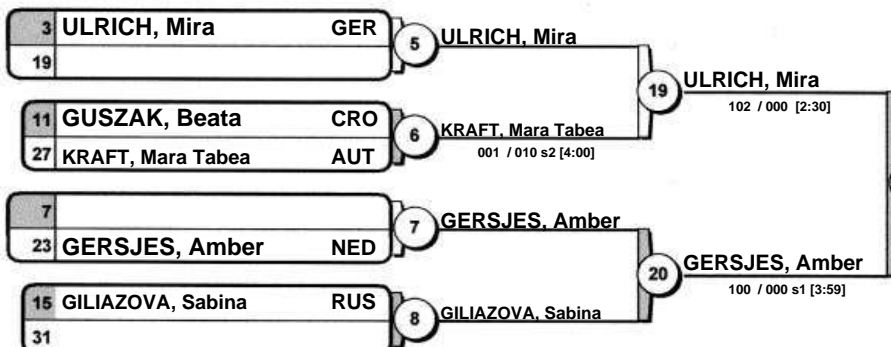 3 ULRICH, Mira GER
19
5
ULRICH, Mira
11 GUSZAK, Beata CRO
27 KRAFT, Mara Tabea AUT
6
KRAFT, Mara Tabea
001 / 010 s2 [4:00]
19
ULRICH, Mira
102 / 000 [2:30]
7
23 GERSJES, Amber NED
7
GERSJES, Amber
15 GILIAZOVA, Sabina RUS
31
8
GILIAZOVA, Sabina
20
GERSJES, Amber
100 / 000 s1 [3:59]